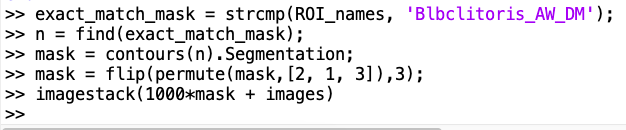 >> exact_match_mask = strcmp(ROI_names, 'Blbclitoris_AW_DM');
>> n = find(exact_match_mask);
>> mask = contours(n).Segmentation;
>> mask = flip(permute(mask,[2, 1, 3]),3);
>> imagestack(1000*mask + images)
>>